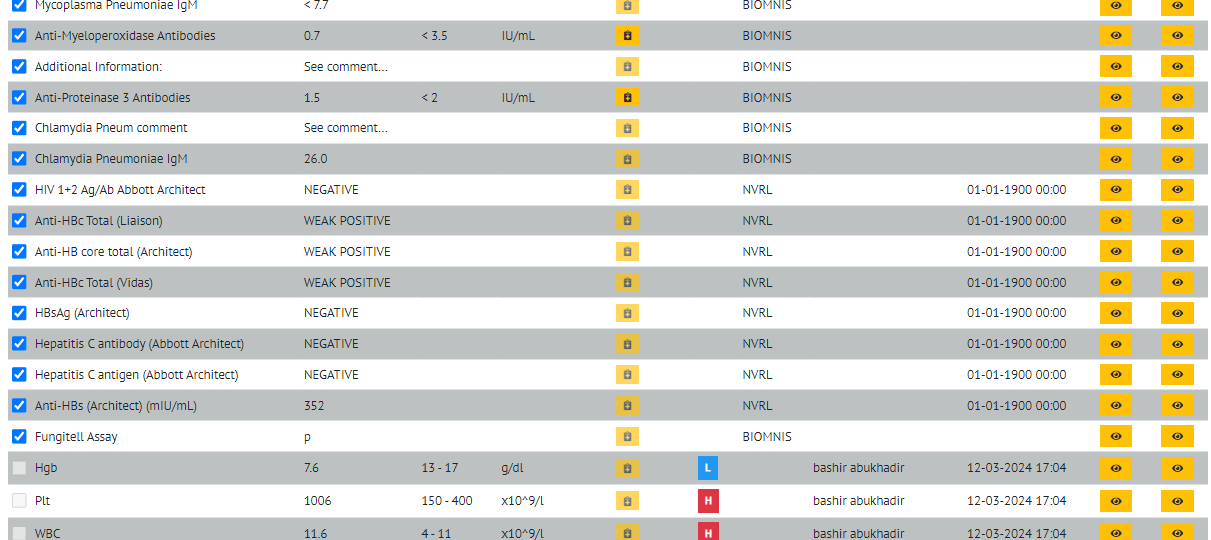 Mycoplasma Pneumoniae IgM < 7.7 BIOMNIS
Anti-Myeloperoxidase Antibodies 0.7 < 3.5 IU/mL BIOMNIS
Additional Information: See comment... BIOMNIS
Anti-Proteinase 3 Antibodies 1.5 < 2 IU/mL BIOMNIS
Chlamydia Pneum comment See comment... BIOMNIS
Chlamydia Pneumoniae IgM 26.0 BIOMNIS
HIV 1+2 Ag/Ab Abbott Architect NEGATIVE NVRL 01-01-1900 00:00
Anti-HBc Total (Liaison) WEAK POSITIVE NVRL 01-01-1900 00:00
Anti-HB core total (Architect) WEAK POSITIVE NVRL 01-01-1900 00:00
Anti-HBc Total (Vidas) WEAK POSITIVE NVRL 01-01-1900 00:00
HBsAg (Architect) NEGATIVE NVRL 01-01-1900 00:00
Hepatitis C antibody (Abbott Architect) NEGATIVE NVRL 01-01-1900 00:00
Hepatitis C antigen (Abbott Architect) NEGATIVE NVRL 01-01-1900 00:00
Anti-HBs (Architect) (mIU/mL) 352 NVRL 01-01-1900 00:00
Fungitell Assay p BIOMNIS
Hgb 7.6 13 - 17 g/dl L bashir abukhadir 12-03-2024 17:04
Plt 1006 150 - 400 x10^9/l H bashir abukhadir 12-03-2024 17:04
WBC 11.6 4 - 11 x10^9/l H bashir abukhadir 12-03-2024 17:04